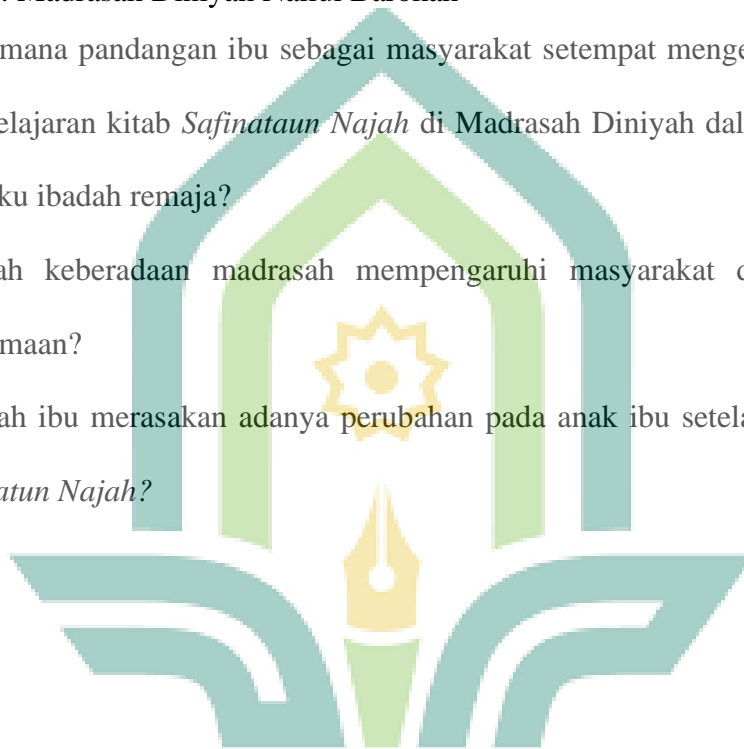 : Madrasah Diniyah Nailul Barokah
mana pandangan ibu sebagai masyarakat setempat menge
elajaran kitab Safinataun Najah di Madrasah Diniyah dal
ku ibadah remaja?
ah keberadaan madrasah mempengaruhi masyarakat d
maan?
ah ibu merasakan adanya perubahan pada anak ibu setela
atun Najah?